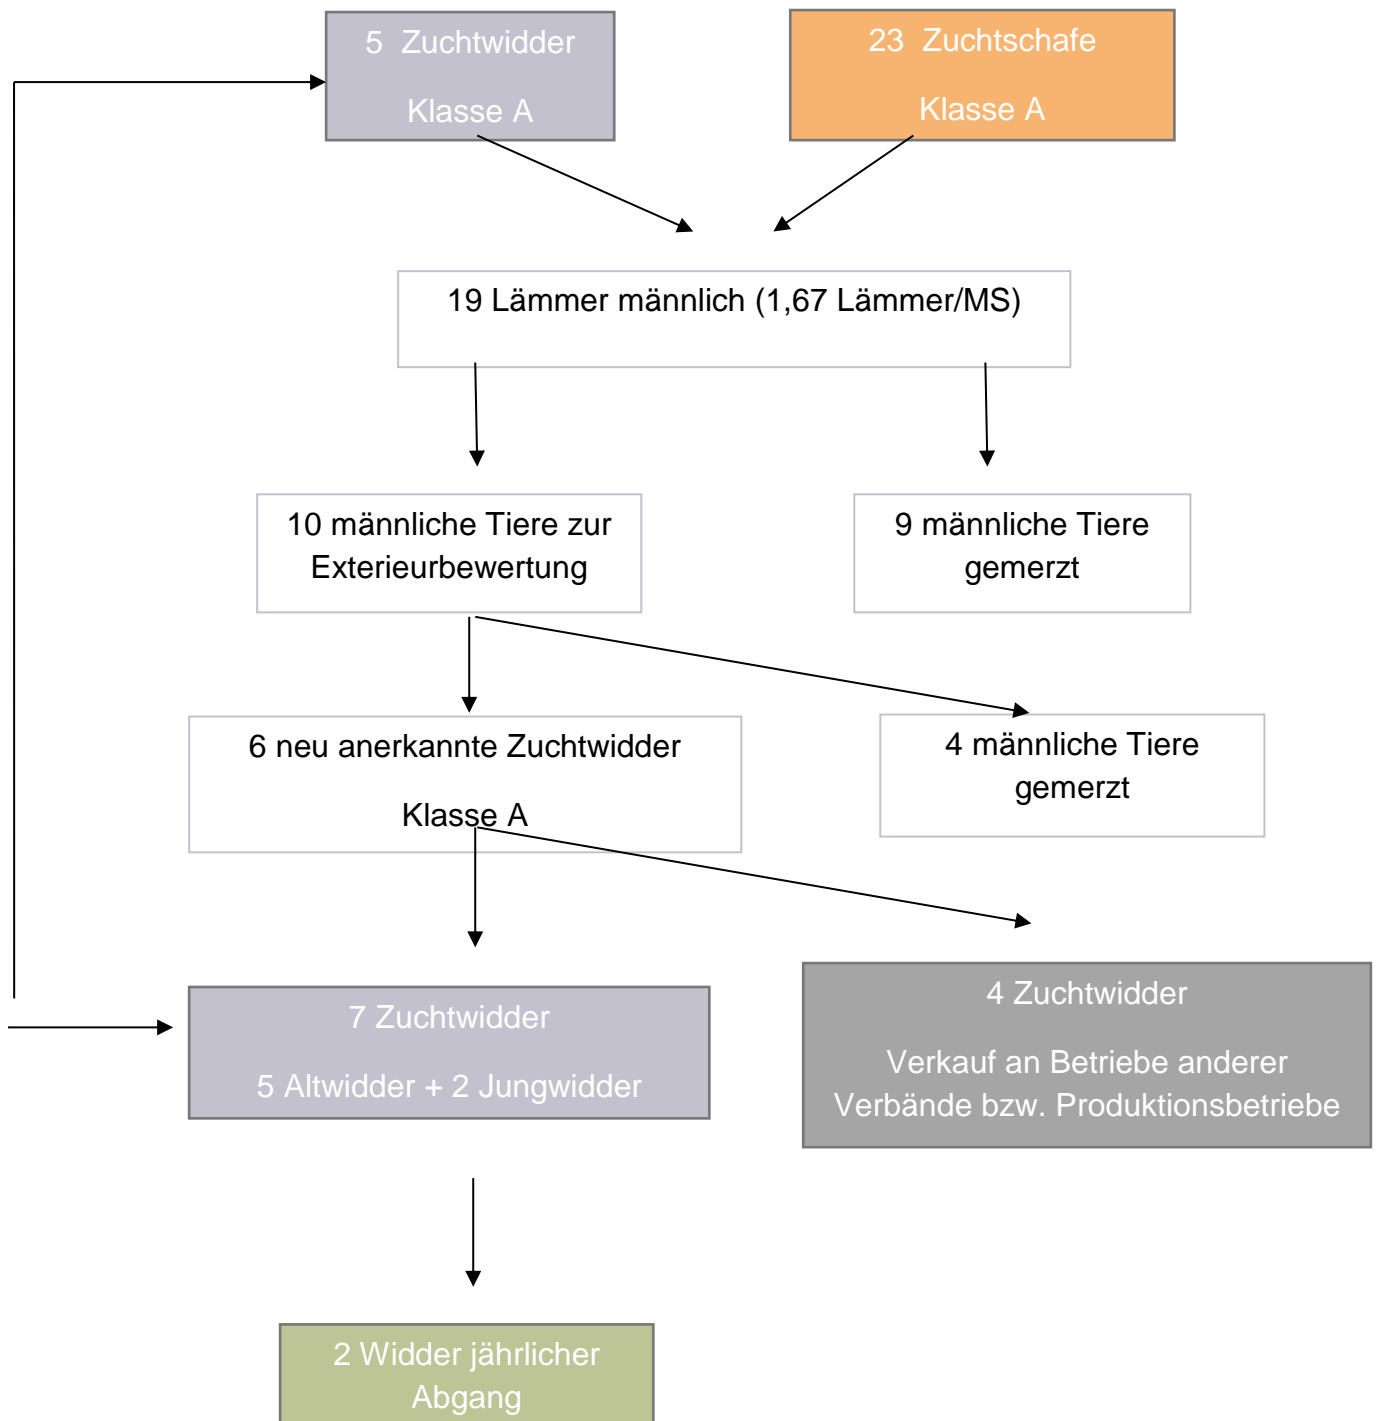 5 Zuchtwidder
Klasse A
23 Zuchtschafe
Klasse A
19 Lämmer männlich (1,67 Lämmer/MS)
10 männliche Tiere zur
Exterieurbewertung
9 männliche Tiere
gemerzt
6 neu anerkannte Zuchtwidder
Klasse A
4 männliche Tiere
gemerzt
7 Zuchtwidder
5 Altwidder + 2 Jungwidder
4 Zuchtwidder
Verkauf an Betriebe anderer
Verbände bzw. Produktionsbetriebe
2 Widder jährlicher
Abgang